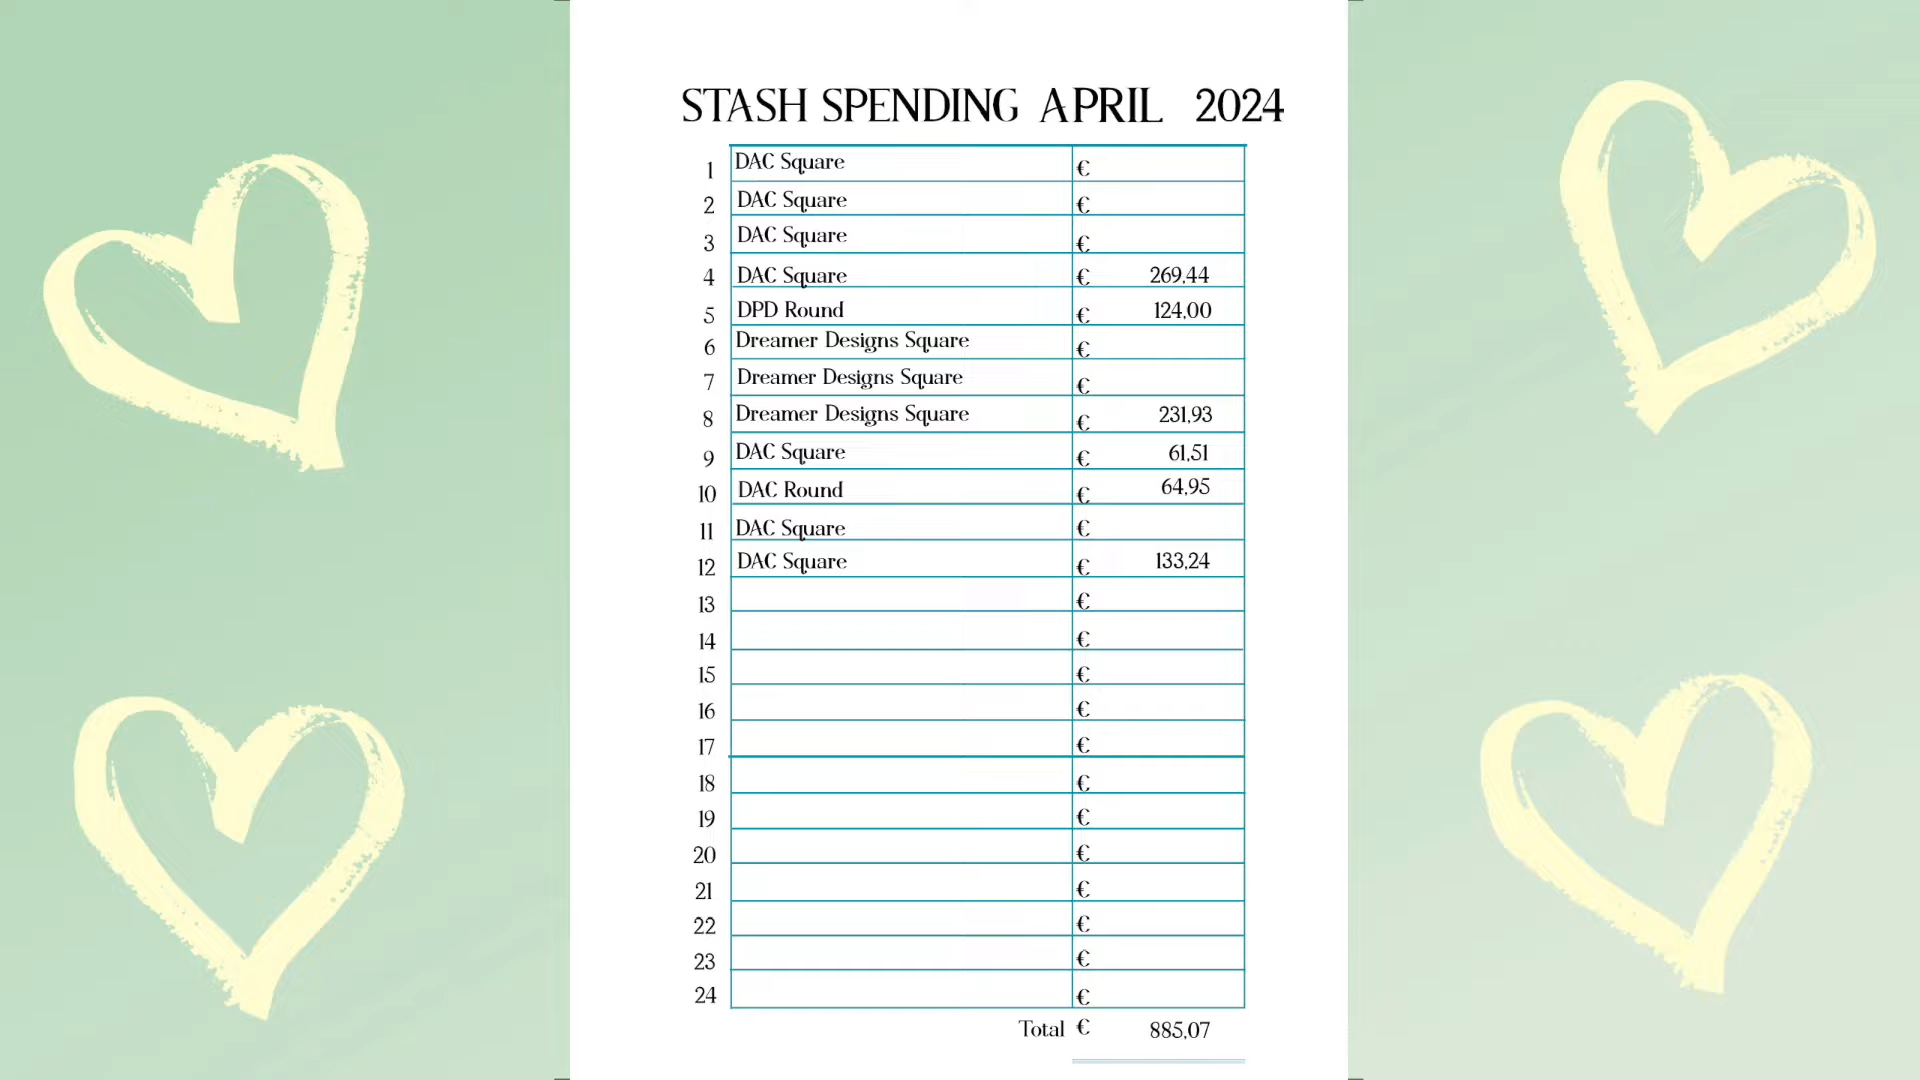 STASH SPENDING APRIL 2024
1 DAC Square €
2 DAC Square €
3 DAC Square €
4 DAC Square € 269,44
5 DPD Round € 124,00
6 Dreamer Designs Square €
7 Dreamer Designs Square €
8 Dreamer Designs Square € 231,93
9 DAC Square € 61,51
10 DAC Round € 64,95
11 DAC Square €
12 DAC Square € 133,24
13 €
14 €
15 €
16 €
17 €
18 €
19 €
20 €
21 €
22 €
23 €
24 €
Total € 885,07